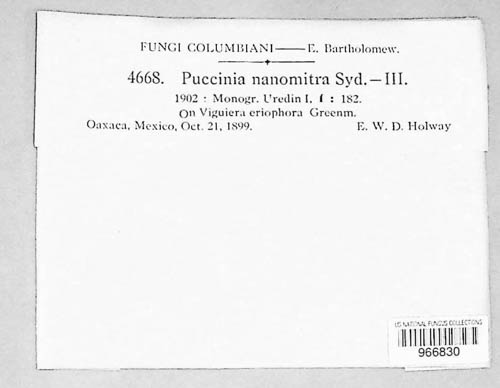 FUNGI COLUMBIANI—E. Bartholomew.
4668. Puccinia nanomitra Syd.—III.
1902 : Monogr. Uredin I, 1 : 182.
On Viguiera eriophora Greenm.
Oaxaca, Mexico, Oct. 21, 1899. E. W. D. Holway
US NATIONAL FUNGUS COLLECTIONS
966830